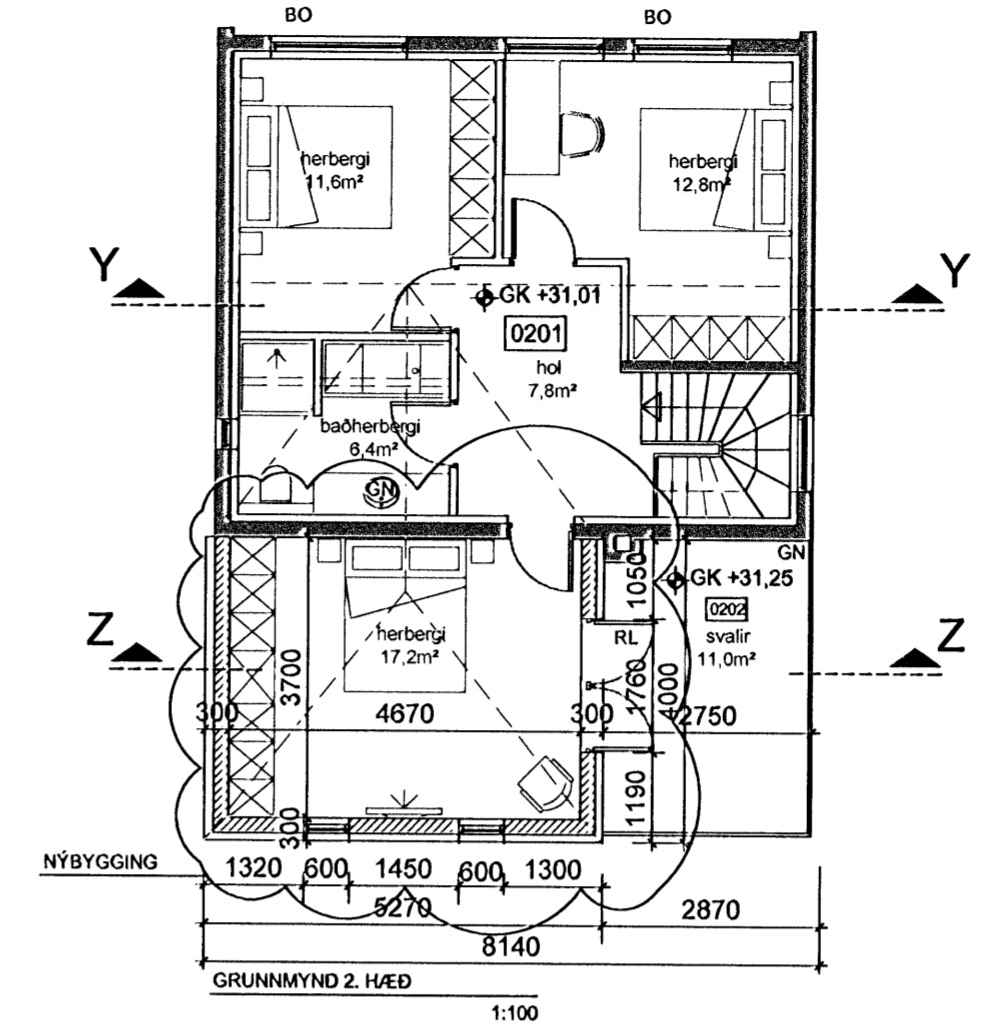 BO
BO
herbergi
11,6m²
herbergi
12,8m²
Y
Y
GK +31,01
0201
hol
7,8m²
baðherbergi
6,4m²
GN
GN
1050
GK +31,25
0202
svalir
11,0m²
RL
herbergi
17,2m²
Z
Z
3700
1760
4000
300
4670
300
2750
1190
300
NÝBYGGING
1320
600
1450
600
1300
5270
2870
8140
GRUNNMYND 2. HÆÐ
1:100